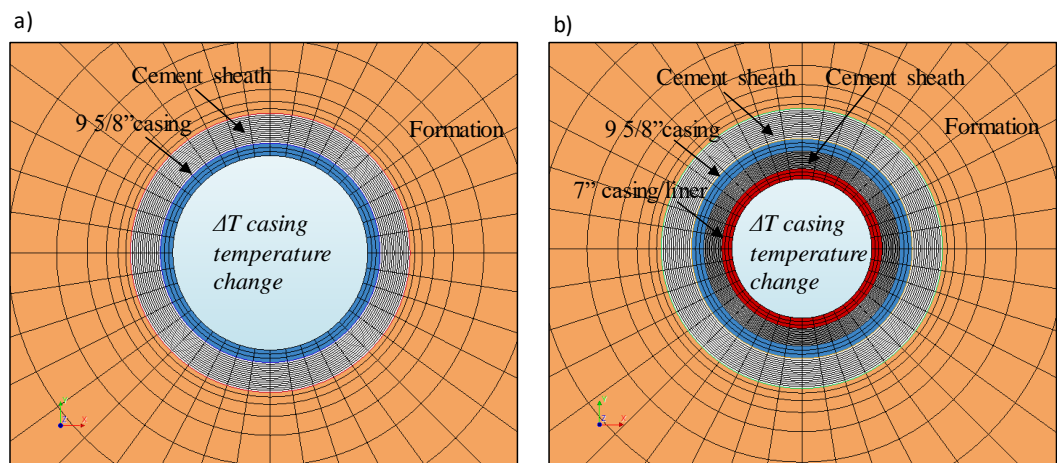 a)
Cement sheath
9 5/8”casing
Formation
ΔT casing
temperature
change
Z
X
b)
Cement sheath
Cement sheath
9 5/8”casing
Formation
7” casing/liner
ΔT casing
temperature
change
Y
Z
X